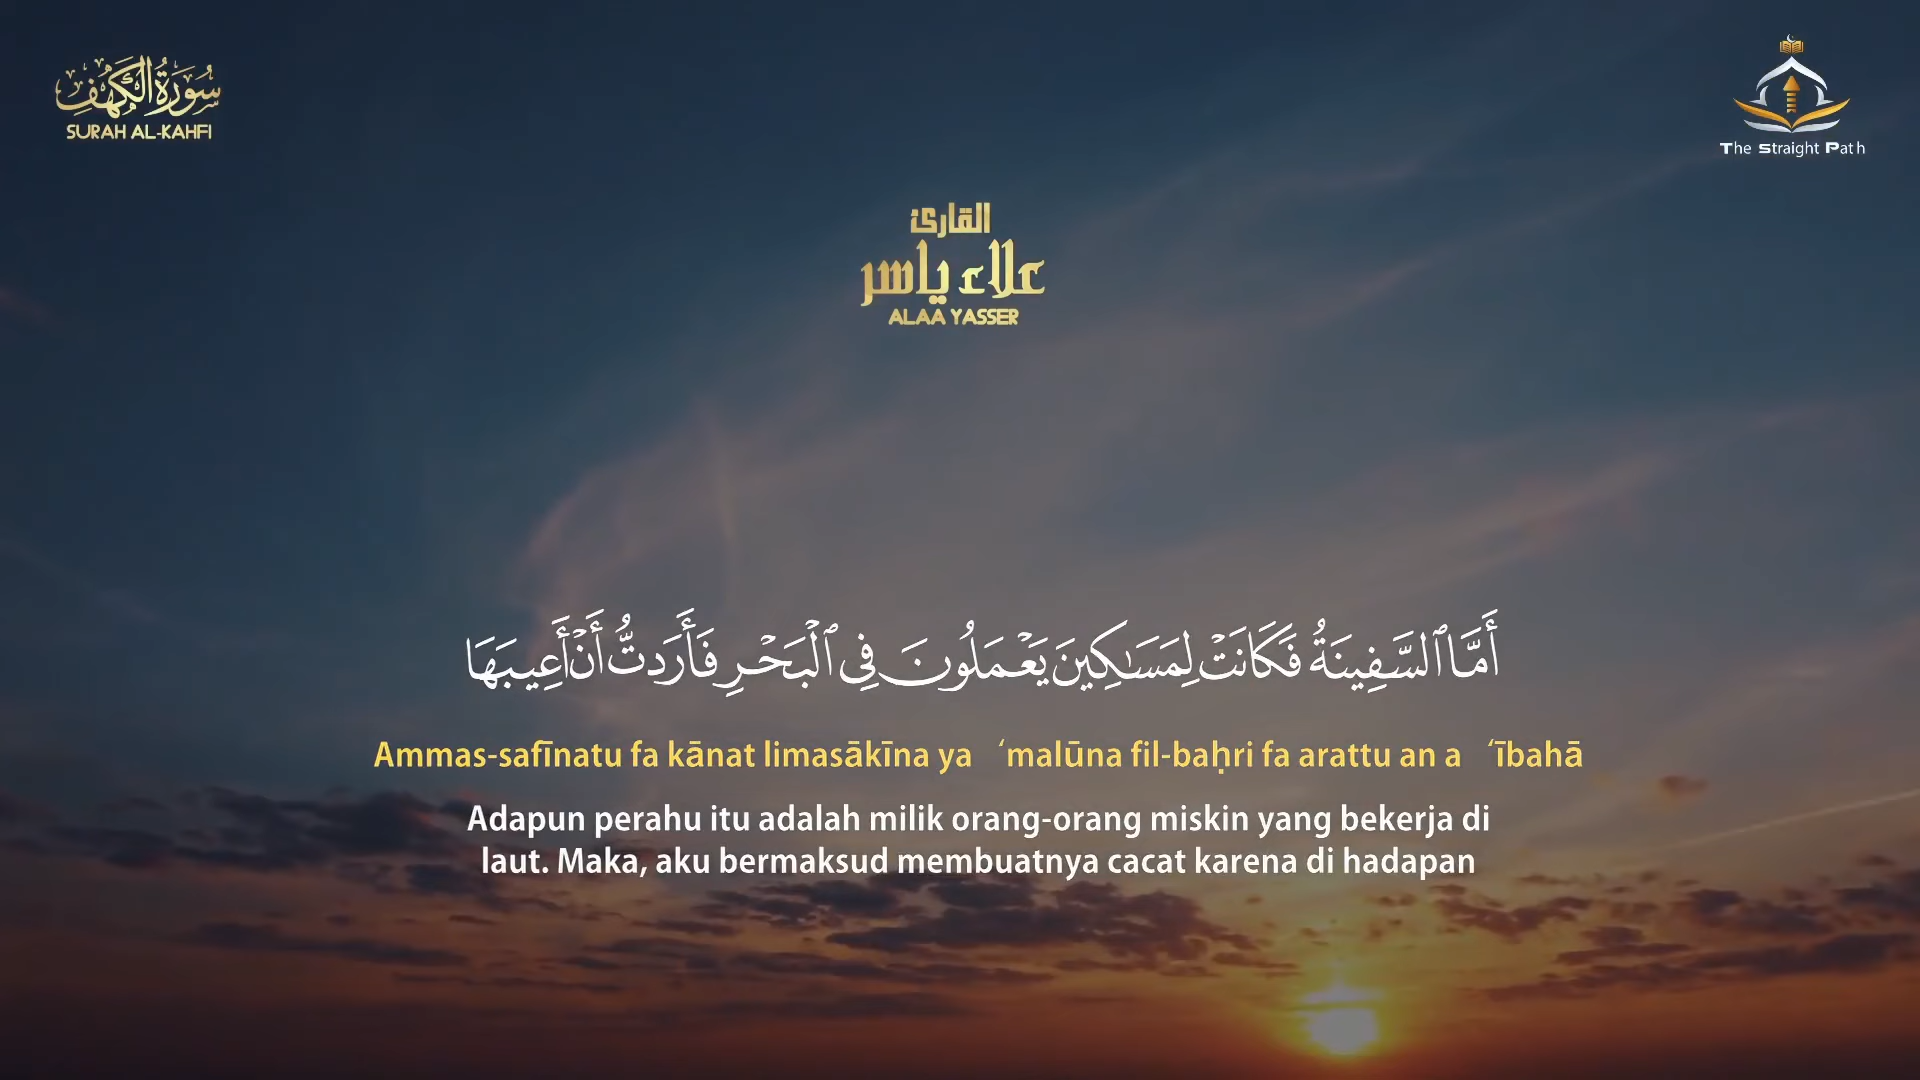 سُورَةُ الْكَهْفِ
SURAH AL-KAHFI
The Straight Path
القارئ
علاء ياسر
ALAA YASSER
أَمَّا ٱلسَّفِينَةُ فَكَانَتْ لِمَسَـٰكِينَ يَعْمَلُونَ فِى ٱلْبَحْرِ فَأَرَدتُّ أَنْ أَعِيبَهَا
Ammas-safīnatu fa kānat limasākīna ya ‘malūna fil-baḥri fa arattu an a ‘ībahā
Adapun perahu itu adalah milik orang-orang miskin yang bekerja di
laut. Maka, aku bermaksud membuatnya cacat karena di hadapan